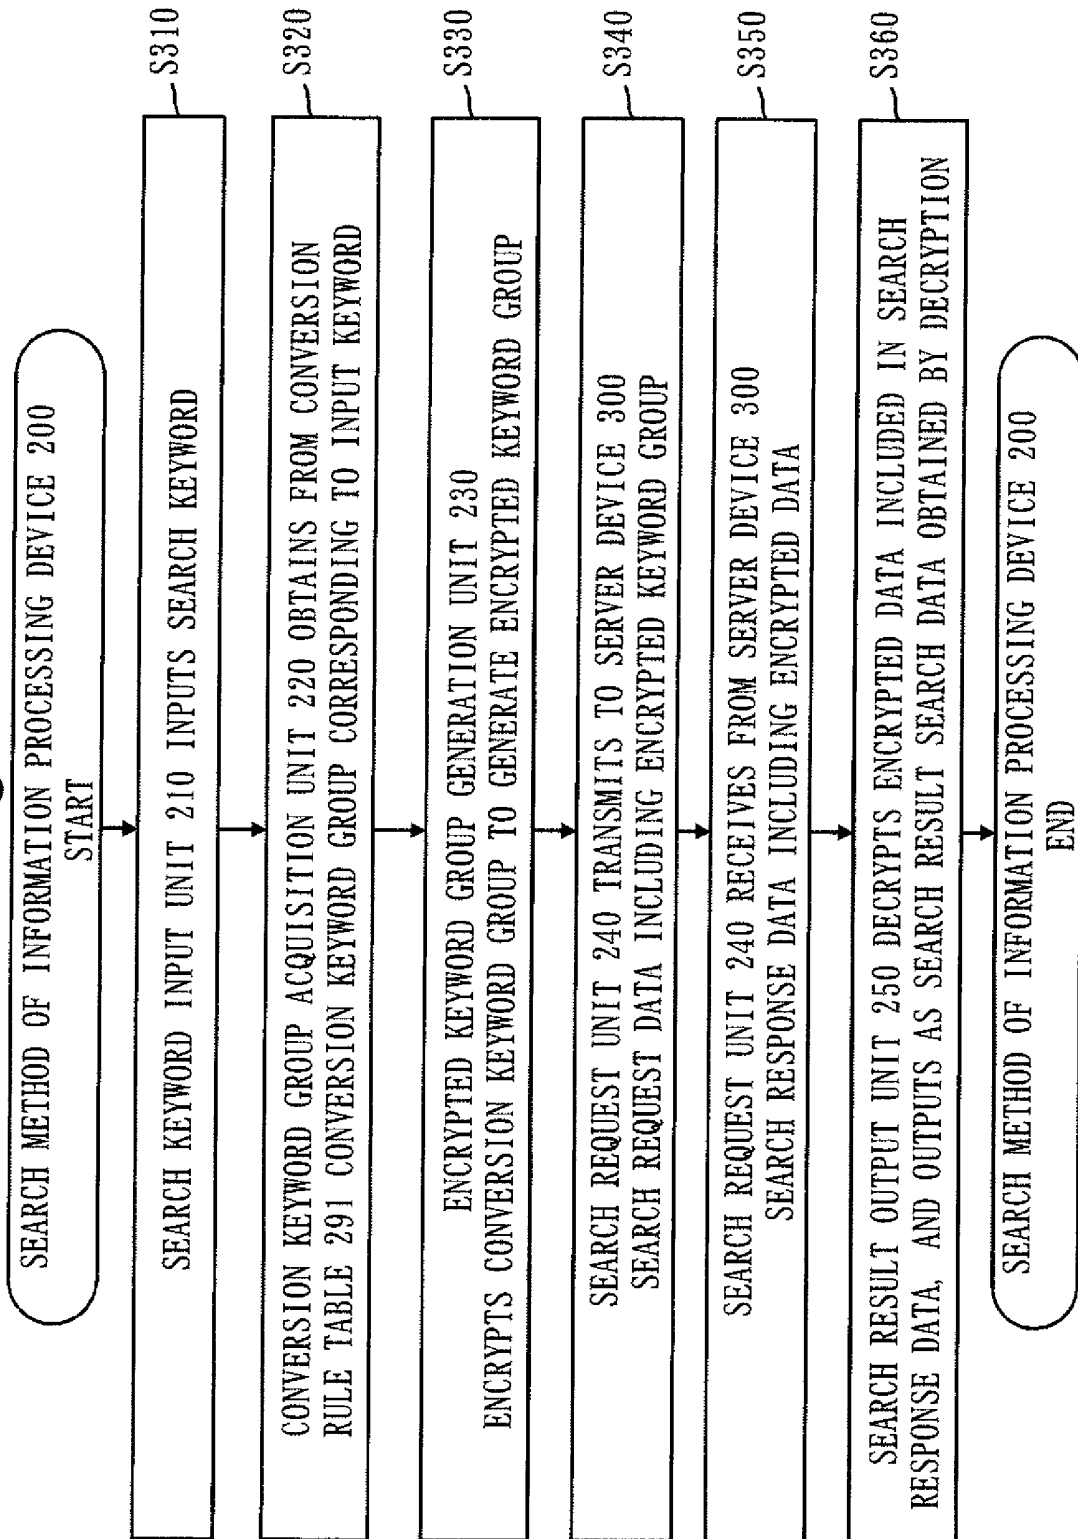 SEARCH METHOD OF INFORMATION PROCESSING DEVICE 200
START
SEARCH KEYWORD INPUT UNIT 210 INPUTS SEARCH KEYWORD
S310
CONVERSION KEYWORD GROUP ACQUISITION UNIT 220 OBTAINS FROM CONVERSION
RULE TABLE 291 CONVERSION KEYWORD GROUP CORRESPONDING TO INPUT KEYWORD
S320
ENCRYPTED KEYWORD GROUP GENERATION UNIT 230
ENCRYPTS CONVERSION KEYWORD GROUP TO GENERATE ENCRYPTED KEYWORD GROUP
S330
SEARCH REQUEST UNIT 240 TRANSMITS TO SERVER DEVICE 300
SEARCH REQUEST DATA INCLUDING ENCRYPTED KEYWORD GROUP
S340
SEARCH REQUEST UNIT 240 RECEIVES FROM SERVER DEVICE 300
SEARCH RESPONSE DATA INCLUDING ENCRYPTED DATA
S350
SEARCH RESULT OUTPUT UNIT 250 DECRYPTS ENCRYPTED DATA INCLUDED IN SEARCH
RESPONSE DATA, AND OUTPUTS AS SEARCH RESULT SEARCH DATA OBTAINED BY DECRYPTION
S360
SEARCH METHOD OF INFORMATION PROCESSING DEVICE 200
END